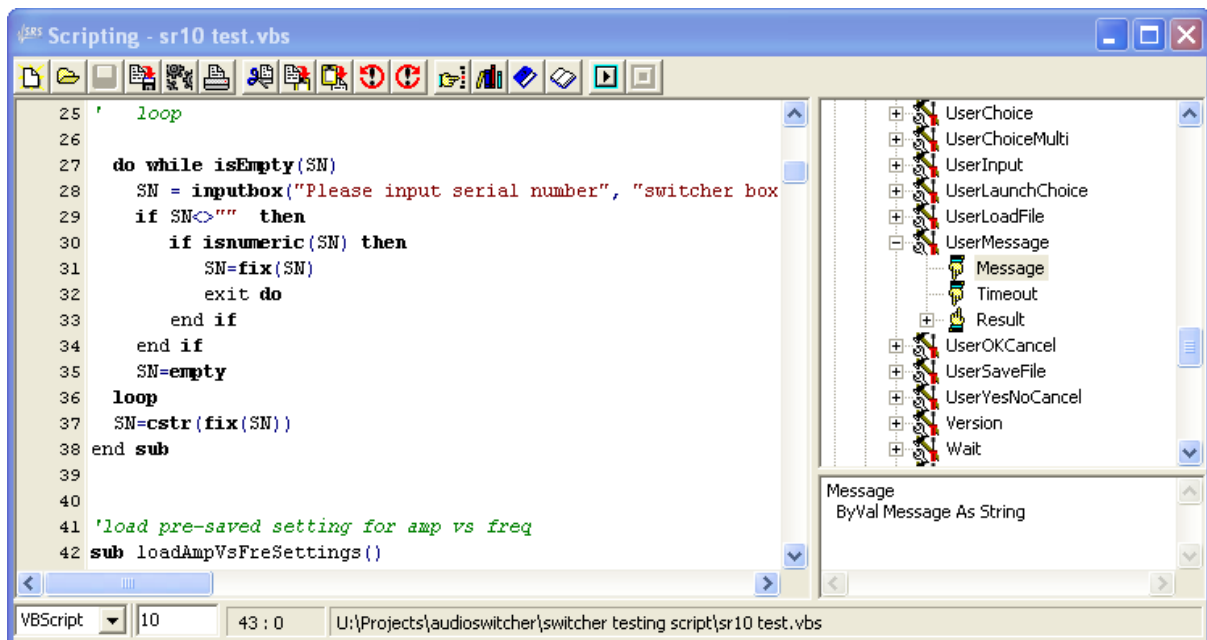 SRS Scripting - sr10 test.vbs
25 '   loop
26
27   do while isEmpty(SN)
28     SN = inputbox("Please input serial number", "switcher box
29     if SN<>""  then
30        if isnumeric(SN) then
31           SN=fix(SN)
32           exit do
33        end if
34     end if
35     SN=empty
36   loop
37   SN=cstr(fix(SN))
38 end sub
39
40
41 'load pre-saved setting for amp vs freq
42 sub loadAmpVsFreSettings()
UserChoice
UserChoiceMulti
UserInput
UserLaunchChoice
UserLoadFile
UserMessage
Message
Timeout
Result
UserOKCancel
UserSaveFile
UserYesNoCancel
Version
Wait
Message
ByVal Message As String
VBScript 10 43 : 0 U:\Projects\audioswitcher\switcher testing script\sr10 test.vbs